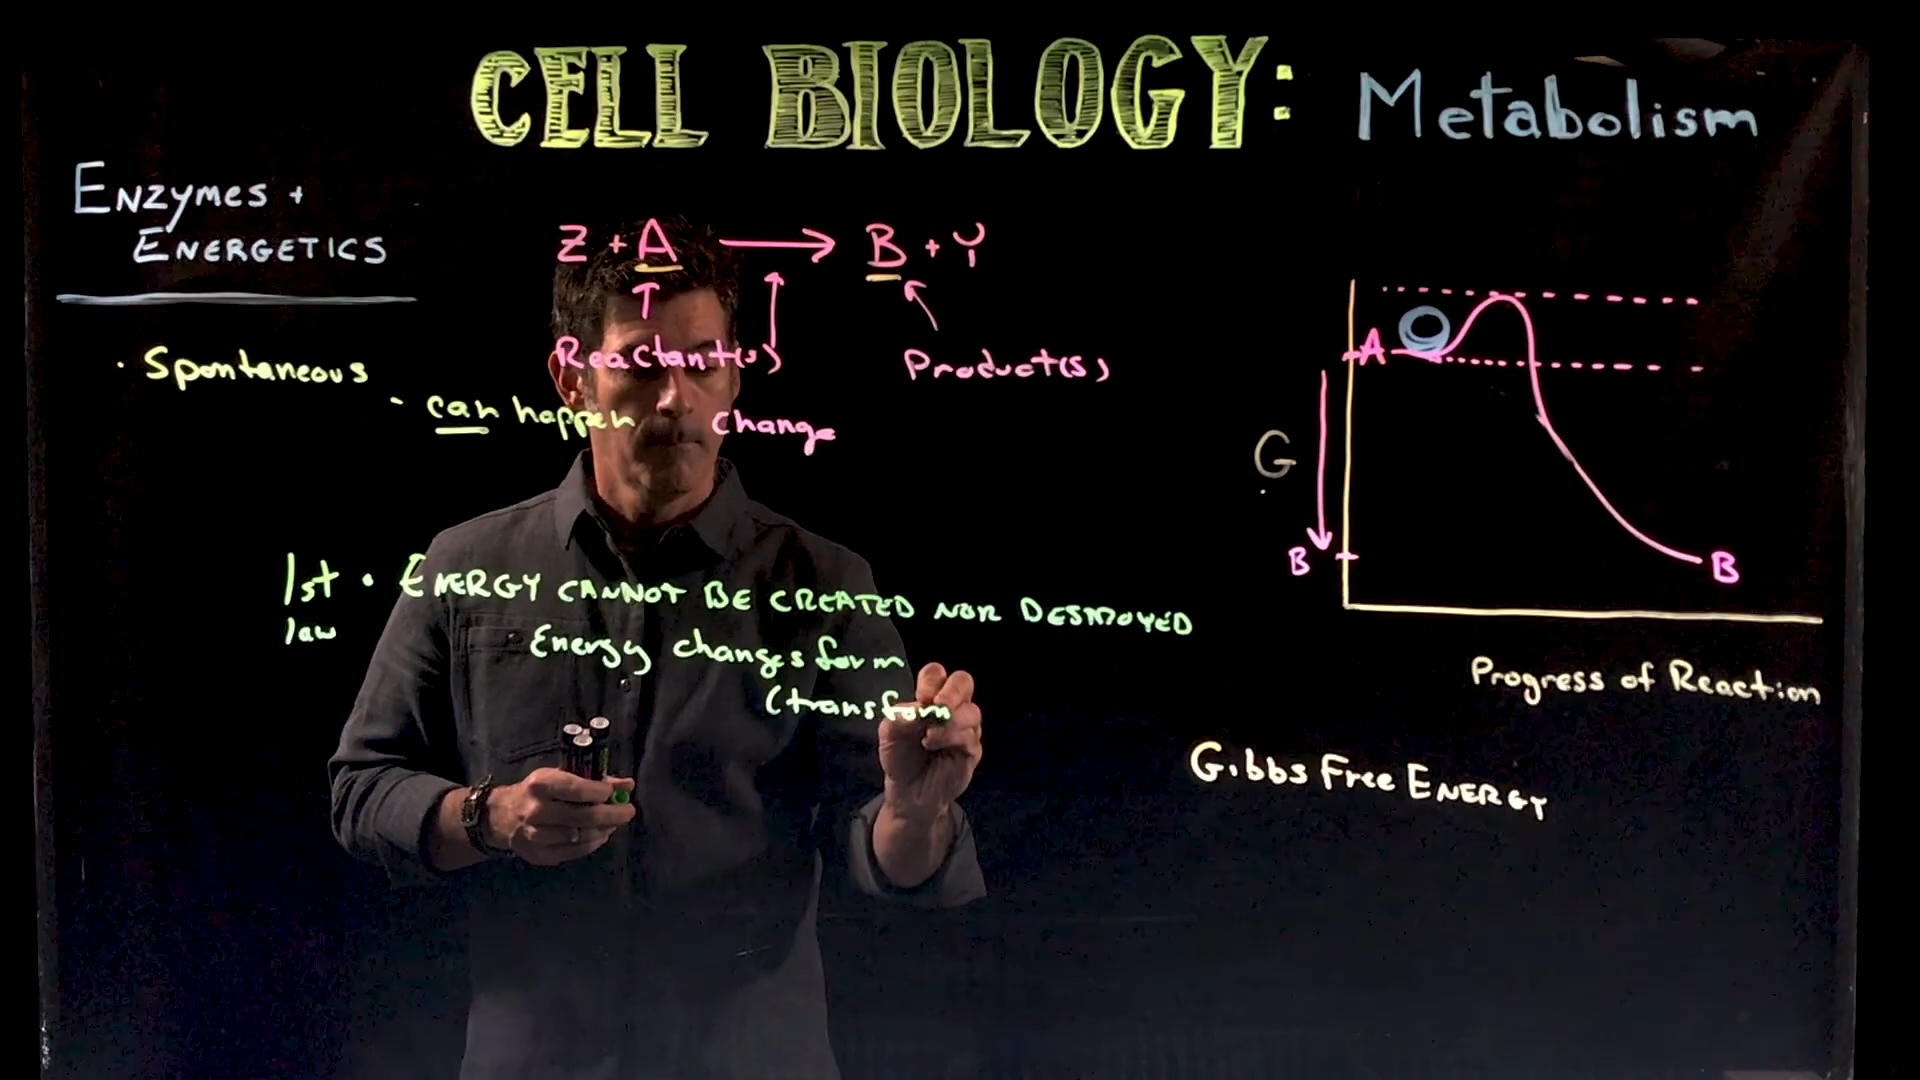 CELL BIOLOGY: Metabolism
ENZYMES +
ENERGETICS
Z + A → B + Y
Reactant(s)
Product(s)
• Spontaneous
- can happen
Change
1st • ENERGY CANNOT BE CREATED NOR DESTROYED
law
Energy changes form
(transform
A
G
B
B
Progress of Reaction
Gibbs Free ENERGY